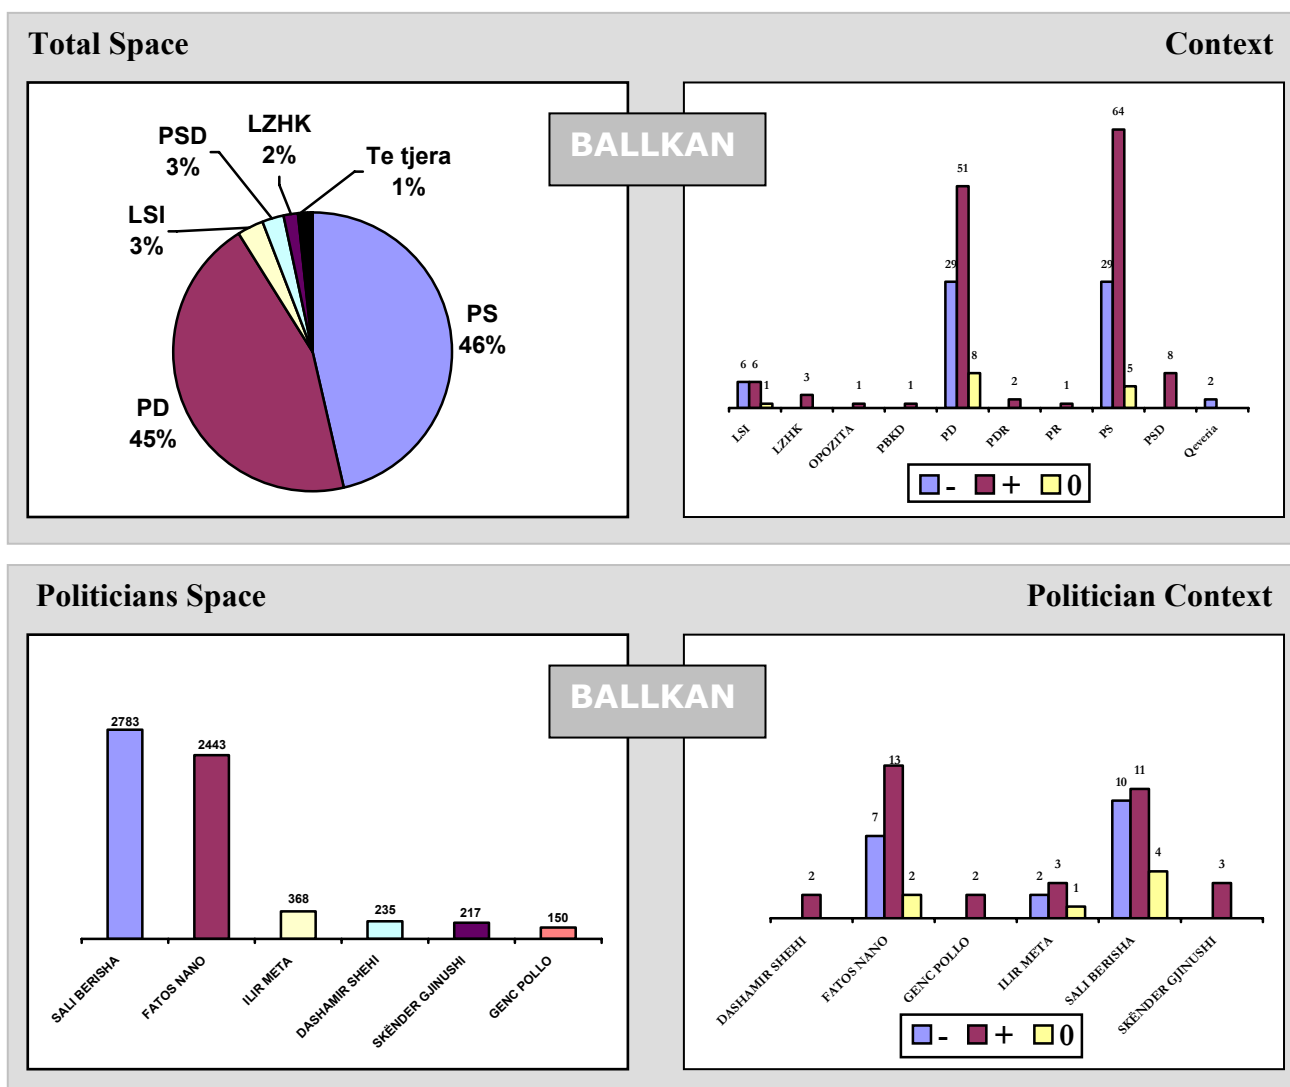 Total Space
Context
BALLKAN
LZHK
2%
PSD
3%
Te tjera
1%
LSI
3%
PS
46%
PD
45%
64
51
29
29
8
8
6 6
5
3
2
2
1
1
1
1
LSI
LZHK
OPOZITA
PBKD
PD
PDR
PR
PS
PSD
Qeveria
- + 0
Politicians Space
Politician Context
BALLKAN
2783
2443
368
235
217
150
SALI BERISHA
FATOS NANO
ILIR META
DASHAMIR SHEHI
SKËNDER GJINUSHI
GENC POLLO
2
7
13
2
2
2
3
1
10
11
4
3
DASHAMIR SHEHI
FATOS NANO
GENC POLLO
ILIR META
SALI BERISHA
SKËNDER GJINUSHI
- + 0